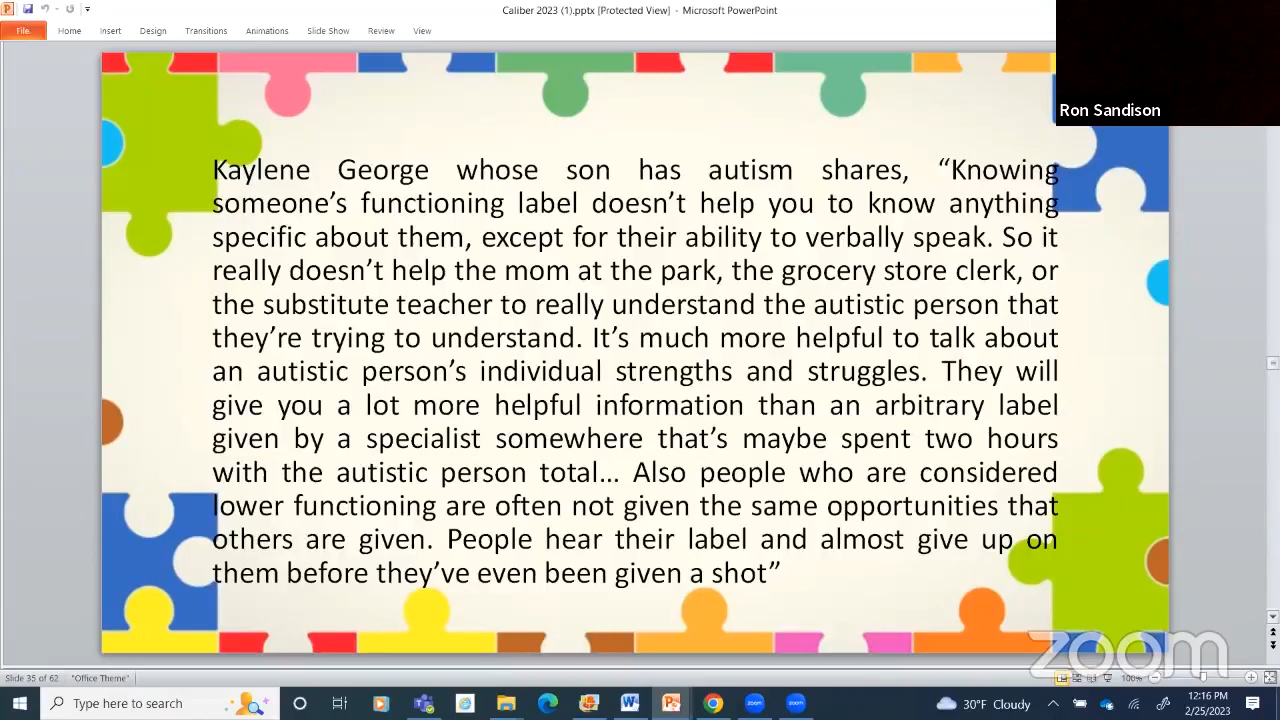 Caliber 2023 (1).pptx [Protected View] - Microsoft PowerPoint
File Home Insert Design Transitions Animations Slide Show Review View
Ron Sandison
Kaylene George whose son has autism shares, “Knowing
someone’s functioning label doesn’t help you to know anything
specific about them, except for their ability to verbally speak. So it
really doesn’t help the mom at the park, the grocery store clerk, or
the substitute teacher to really understand the autistic person that
they’re trying to understand. It’s much more helpful to talk about
an autistic person’s individual strengths and struggles. They will
give you a lot more helpful information than an arbitrary label
given by a specialist somewhere that’s maybe spent two hours
with the autistic person total… Also people who are considered
lower functioning are often not given the same opportunities that
others are given. People hear their label and almost give up on
them before they’ve even been given a shot”
zoom
Slide 35 of 62 "Office Theme" 100%
Type here to search 30°F Cloudy 12:16 PM
2/25/2023